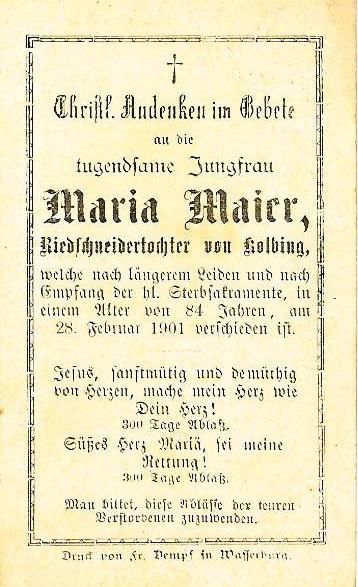 Christl. Andenken im Gebete
an die
tugendsame Jungfrau
Maria Maier,
Riedschneidertochter von Kolbing,
welche nach längerem Leiden und nach
Empfang der hl. Sterbsakramente, in
einem Alter von 84 Jahren, am
28. Februar 1901 verschieden ist.
Jesus, sanftmütig und demüthig
von Herzen, mache mein Herz wie
Dein Herz!
300 Tage Ablaß.
Süßes Herz Mariä, sei meine
Rettung!
300 Tage Ablaß.
Man bittet, diese Ablässe der teuren
Verstorbenen zuzuwenden.
Druck von Fr. Dempf in Wasserburg.